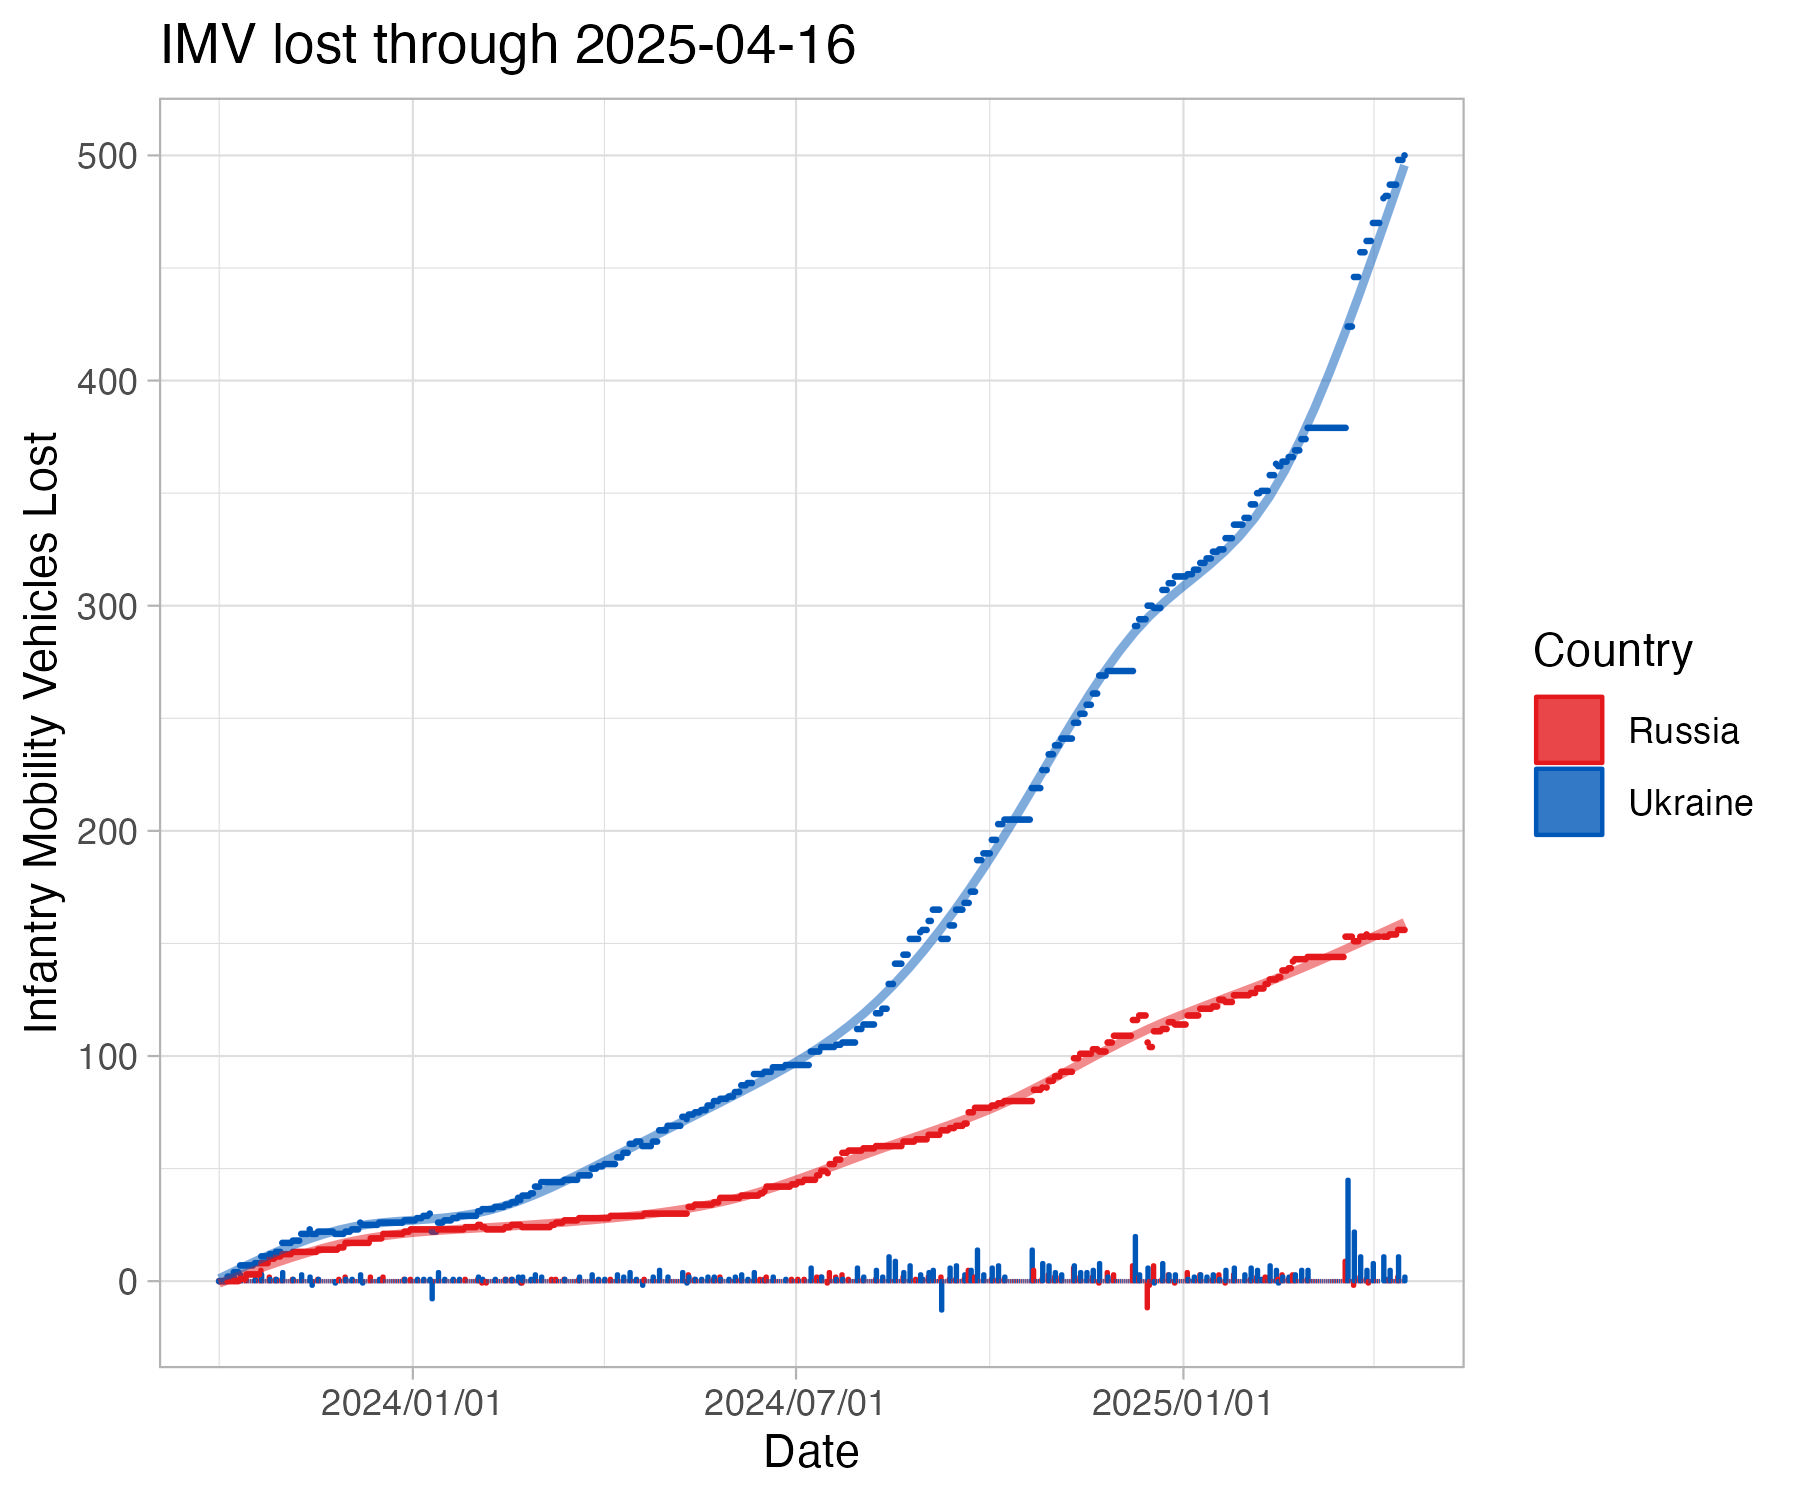 IMV lost through 2025-04-16
Infantry Mobility Vehicles Lost
500
400
300
200
100
0
2024/01/01
2024/07/01
2025/01/01
Date
Country
Russia
Ukraine